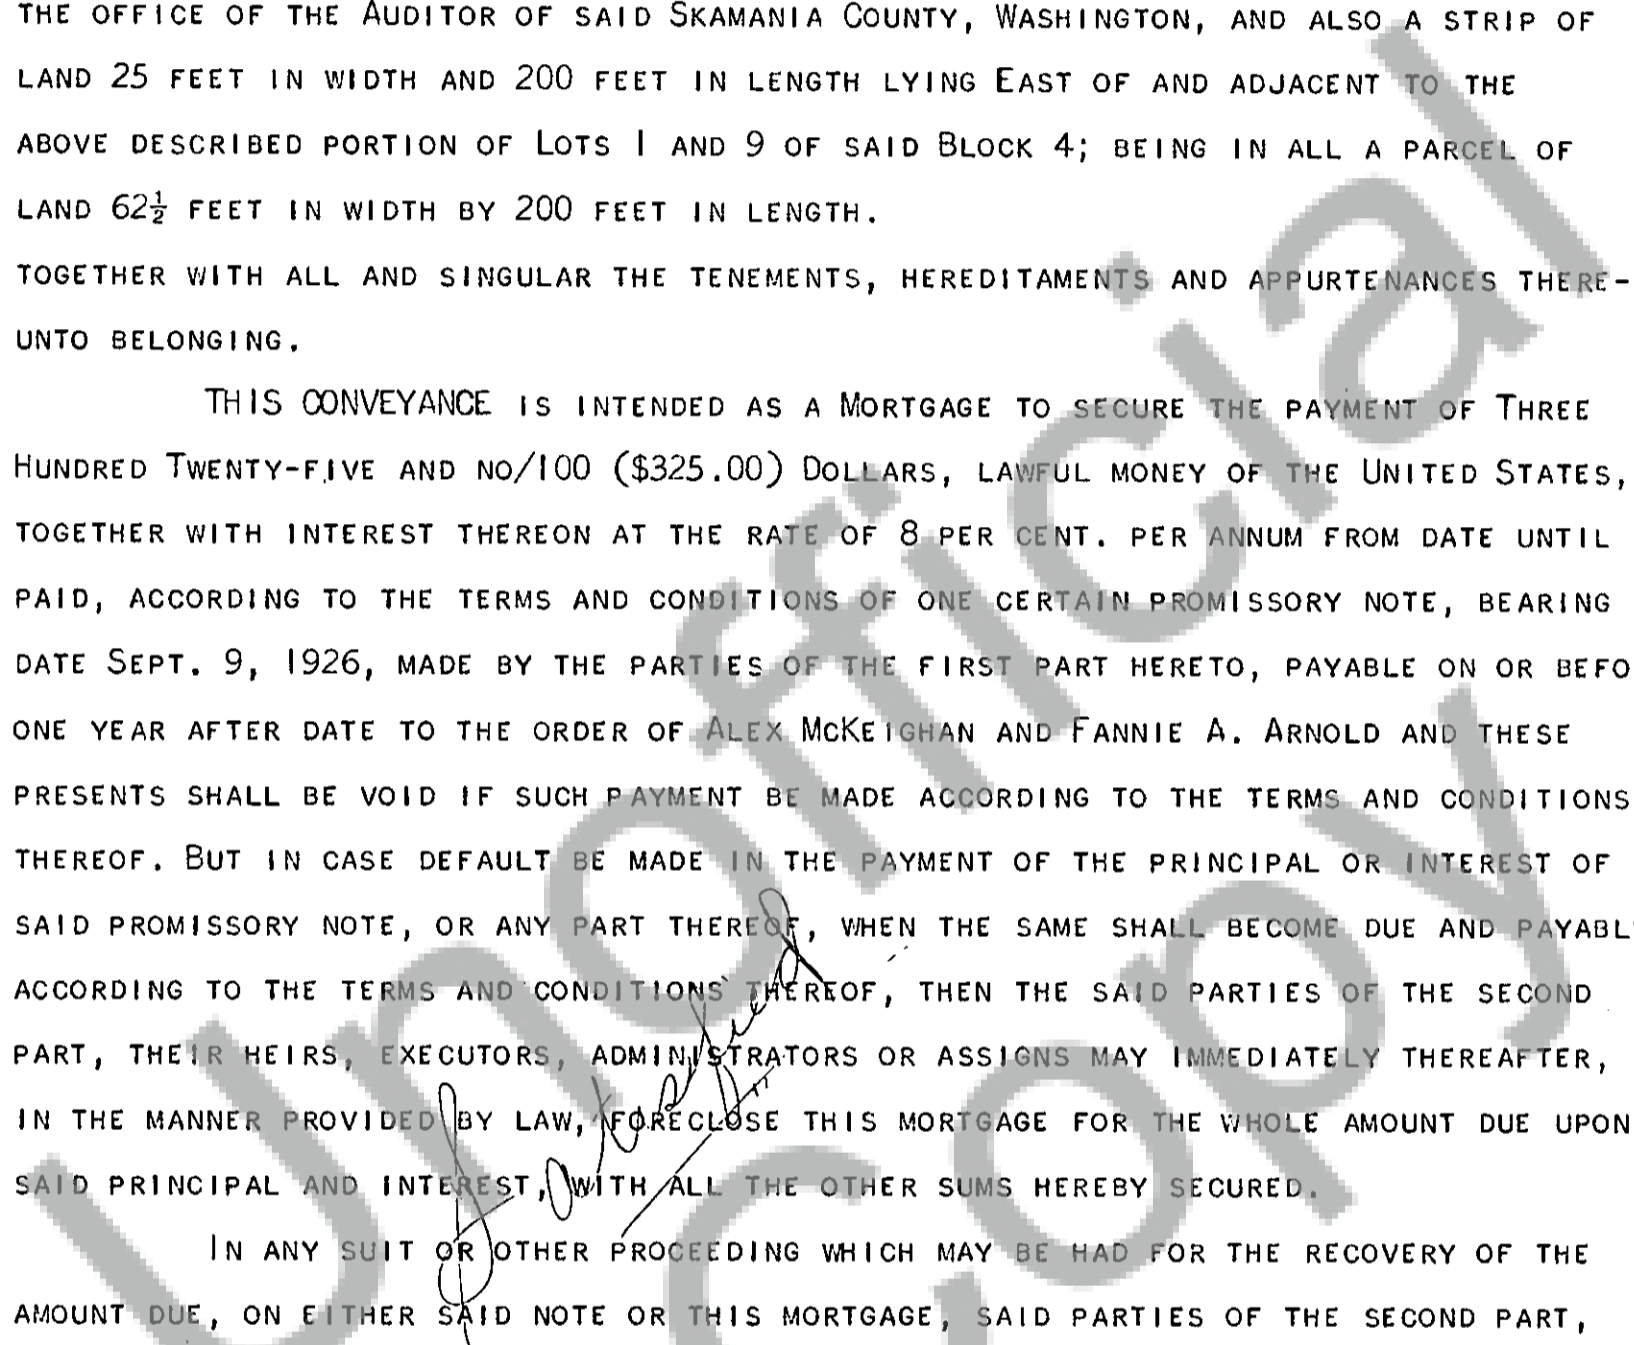 THE OFFICE OF THE AUDITOR OF SAID SKAMANIA COUNTY, WASHINGTON, AND ALSO A STRIP OF
LAND 25 FEET IN WIDTH AND 200 FEET IN LENGTH LYING EAST OF AND ADJACENT TO THE
ABOVE DESCRIBED PORTION OF LOTS 1 AND 9 OF SAID BLOCK 4; BEING IN ALL A PARCEL OF
LAND 62½ FEET IN WIDTH BY 200 FEET IN LENGTH.
TOGETHER WITH ALL AND SINGULAR THE TENEMENTS, HEREDITAMENTS AND APPURTENANCES THERE-
UNTO BELONGING.
THIS CONVEYANCE IS INTENDED AS A MORTGAGE TO SECURE THE PAYMENT OF THREE
HUNDRED TWENTY-FIVE AND NO/100 ($325.00) DOLLARS, LAWFUL MONEY OF THE UNITED STATES,
TOGETHER WITH INTEREST THEREON AT THE RATE OF 8 PER CENT. PER ANNUM FROM DATE UNTIL
PAID, ACCORDING TO THE TERMS AND CONDITIONS OF ONE CERTAIN PROMISSORY NOTE, BEARING
DATE SEPT. 9, 1926, MADE BY THE PARTIES OF THE FIRST PART HERETO, PAYABLE ON OR BEFO
ONE YEAR AFTER DATE TO THE ORDER OF ALEX MCKEIGHAN AND FANNIE A. ARNOLD AND THESE
PRESENTS SHALL BE VOID IF SUCH PAYMENT BE MADE ACCORDING TO THE TERMS AND CONDITIONS
THEREOF. BUT IN CASE DEFAULT BE MADE IN THE PAYMENT OF THE PRINCIPAL OR INTEREST OF
SAID PROMISSORY NOTE, OR ANY PART THEREOF, WHEN THE SAME SHALL BECOME DUE AND PAYABL
ACCORDING TO THE TERMS AND CONDITIONS THEREOF, THEN THE SAID PARTIES OF THE SECOND
PART, THEIR HEIRS, EXECUTORS, ADMINISTRATORS OR ASSIGNS MAY IMMEDIATELY THEREAFTER,
IN THE MANNER PROVIDED BY LAW, FORECLOSE THIS MORTGAGE FOR THE WHOLE AMOUNT DUE UPON
SAID PRINCIPAL AND INTEREST, WITH ALL THE OTHER SUMS HEREBY SECURED.
IN ANY SUIT OR OTHER PROCEEDING WHICH MAY BE HAD FOR THE RECOVERY OF THE
AMOUNT DUE, ON EITHER SAID NOTE OR THIS MORTGAGE, SAID PARTIES OF THE SECOND PART,
Satisfied
Unofficial
Copy